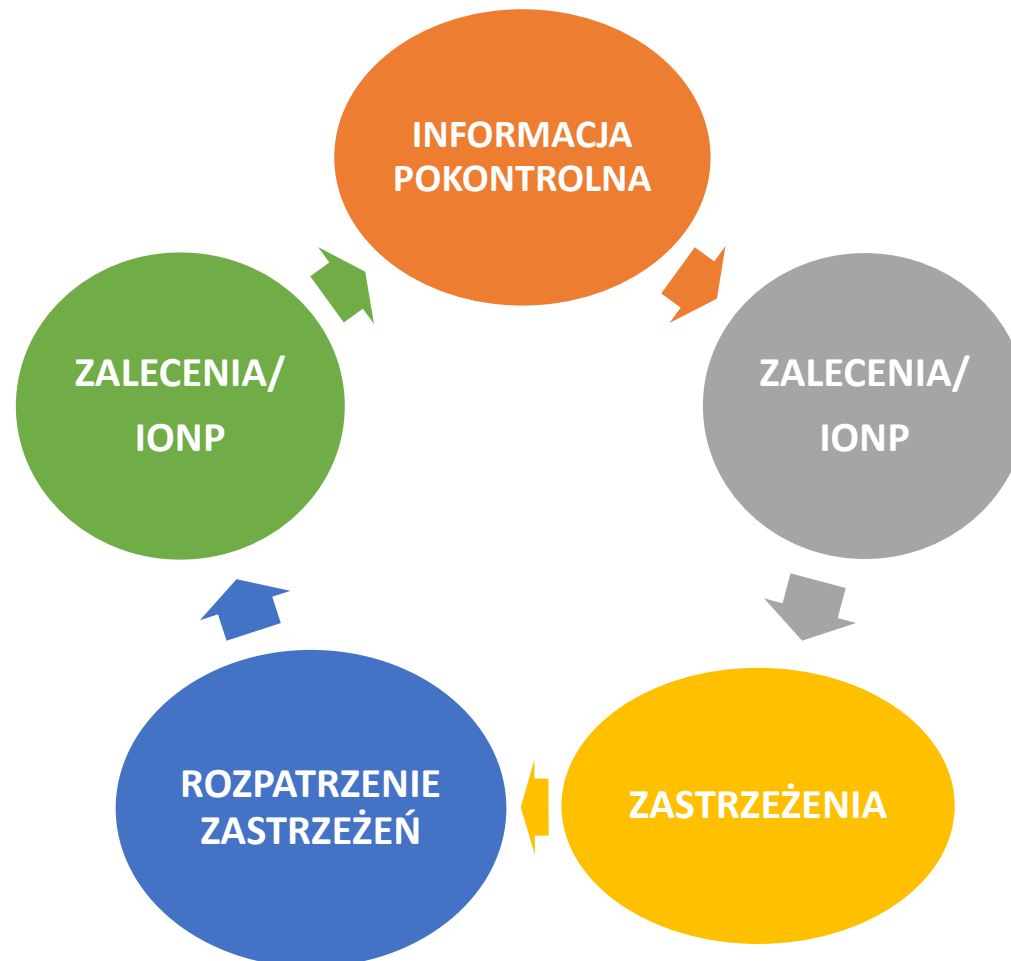 INFORMACJA
POKONTROLNA
ZALECENIA/
IONP
ZALECENIA/
IONP
ROZPATRZENIE
ZASTRZEŻEŃ
ZASTRZEŻENIA